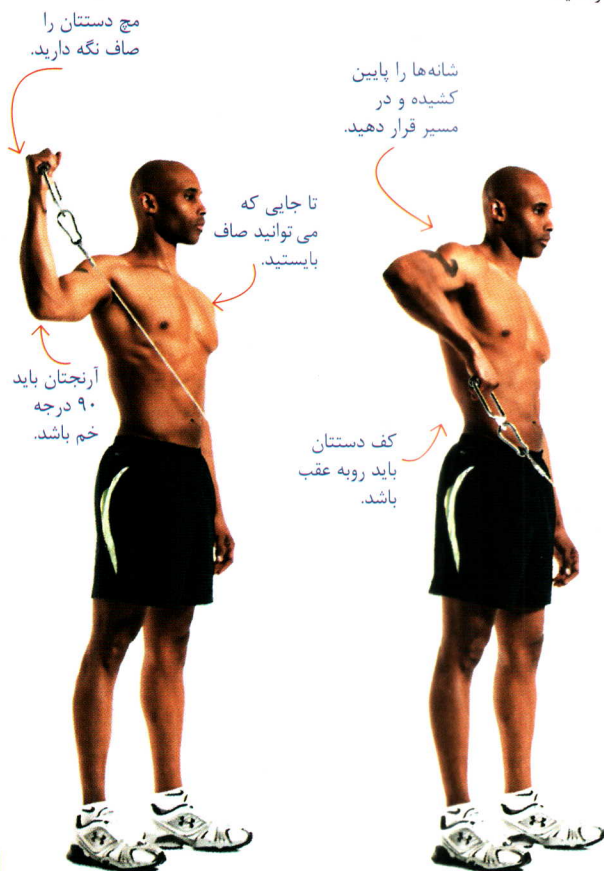 مچ دستتان را
صاف نگه دارید.
شانه‌ها را پایین
کشیده و در
مسیر قرار دهید.
تا جایی که
می توانید صاف
بایستید.
آرنجتان باید
۹۰ درجه
خم باشد.
کف دستتان
باید روبه عقب
باشد.